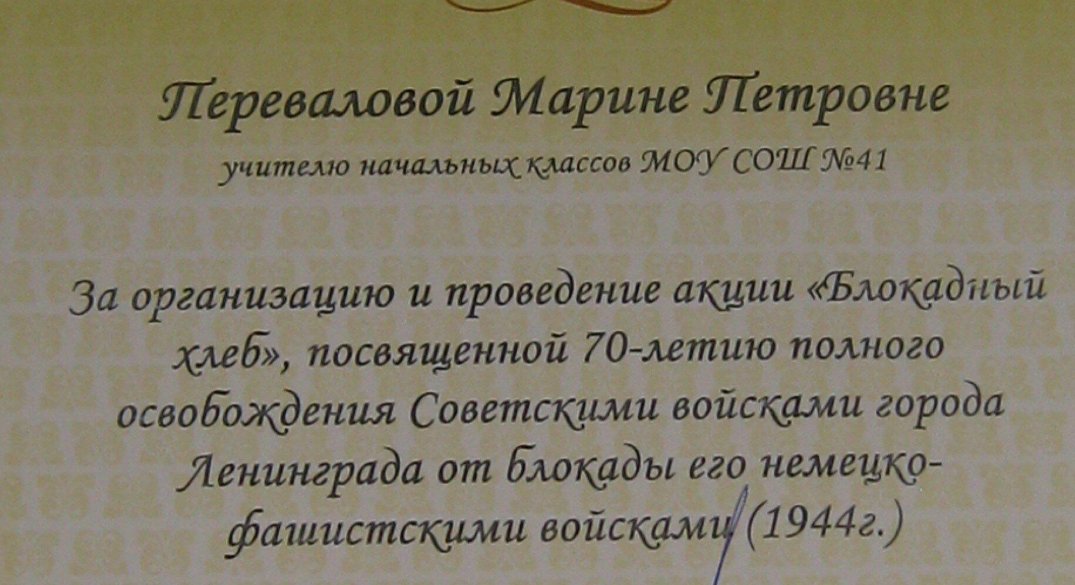 Переваловой Марине Петровне
учителю начальных классов МОУ СОШ №41
За организацию и проведение акции «Блокадный
хлеб», посвященной 70-летию полного
освобождения Советскими войсками города
Ленинграда от блокады его немецко-
фашистскими войсками (1944г.)